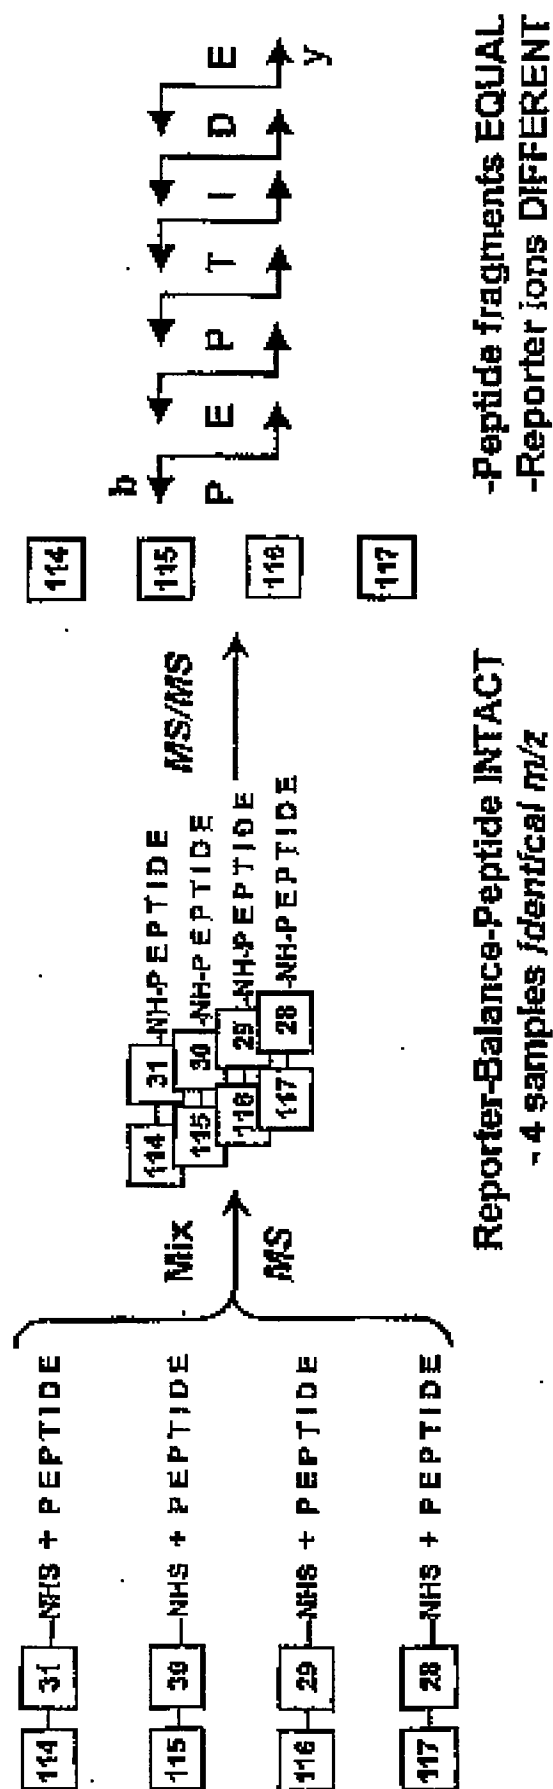 114 31 -NHS + PEPTIDE
115 30 -NHS + PEPTIDE
116 29 -NHS + PEPTIDE
117 28 -NHS + PEPTIDE
Mix
MS
114 31 -NH-PEPTIDE
115 30 -NH-PEPTIDE
116 29 -NH-PEPTIDE
117 28 -NH-PEPTIDE
Reporter-Balance-Peptide INTACT
- 4 samples identical m/z
MS/MS
114
115
116
117
b
P E P T I D E
y
-Peptide fragments EQUAL
-Reporter ions DIFFERENT